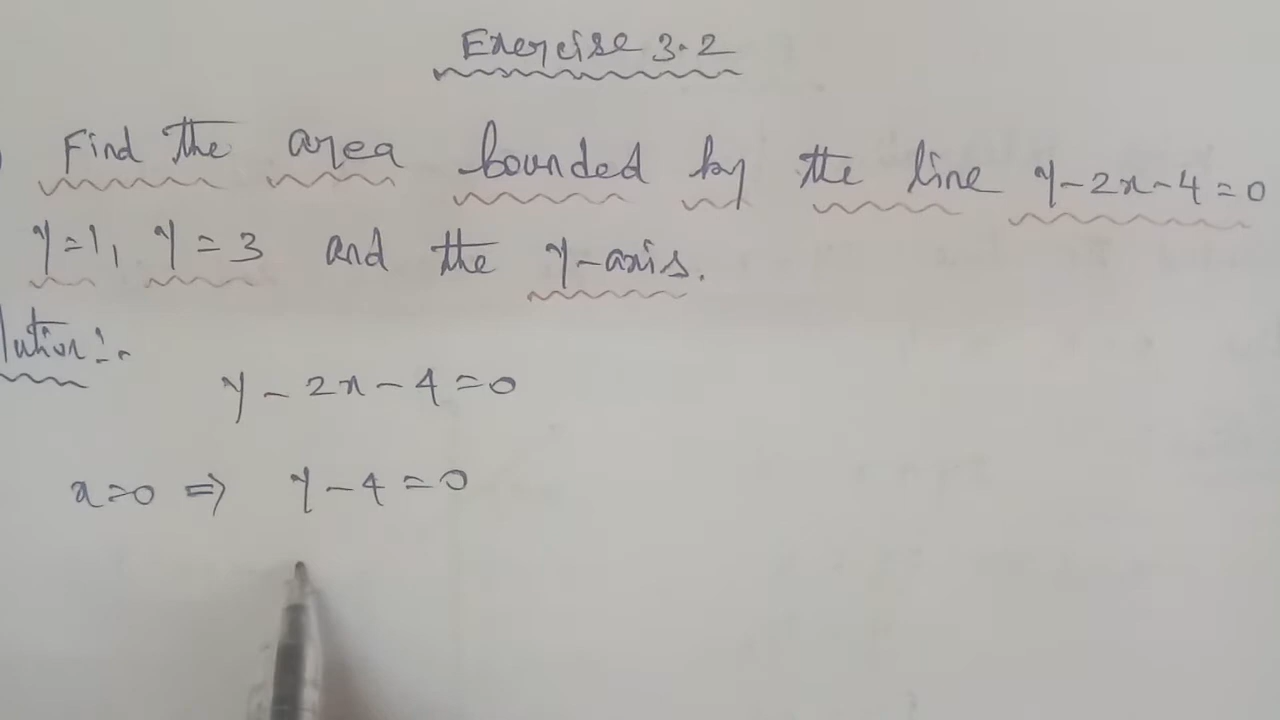 Exercise 3.2
Find the area bounded by the line y-2x-4=0
y=1, y=3 and the y-axis.
lution:-
y-2x-4=0
x=0 ⇒ y-4=0